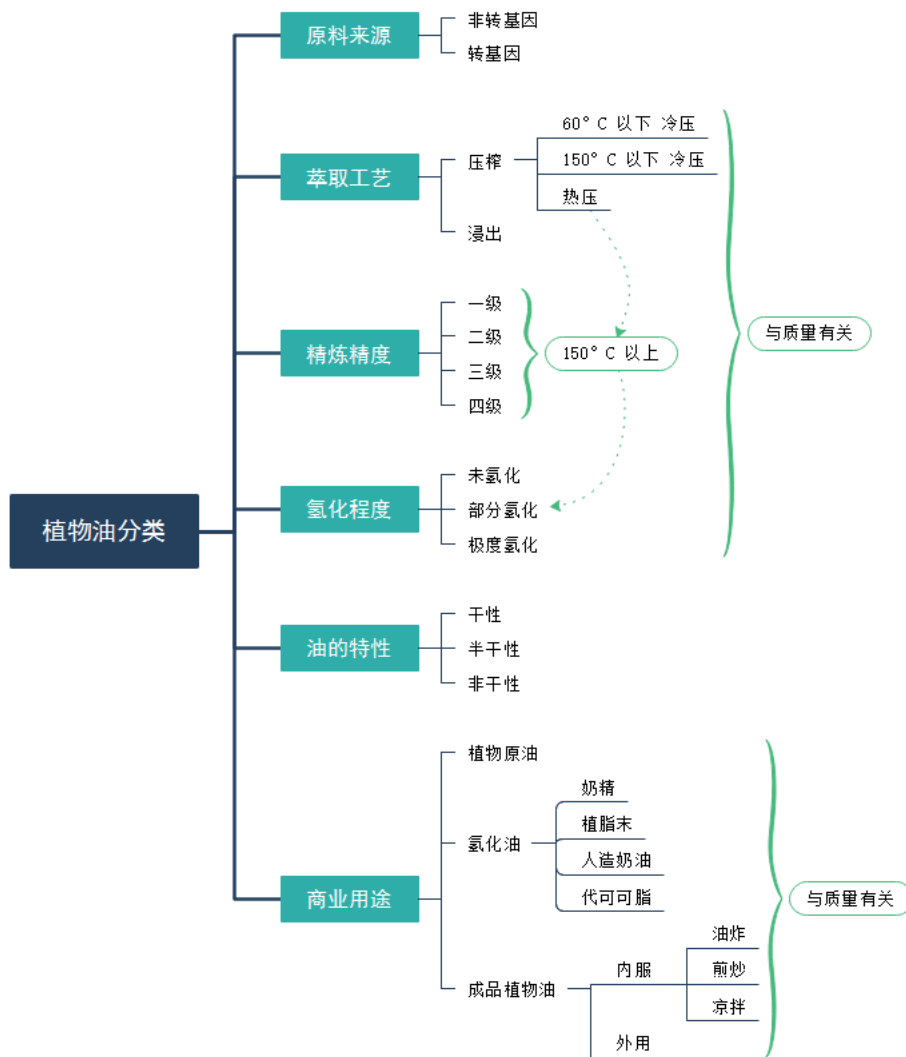 植物油分类
原料来源
非转基因
转基因
萃取工艺
压榨
60°C 以下 冷压
150°C 以下 冷压
热压
浸出
精炼精度
一级
二级
三级
四级
150°C 以上
氢化程度
未氢化
部分氢化
极度氢化
与质量有关
油的特性
干性
半干性
非干性
商业用途
植物原油
氢化油
奶精
植脂末
人造奶油
代可可脂
成品植物油
内服
油炸
煎炒
凉拌
外用
与质量有关